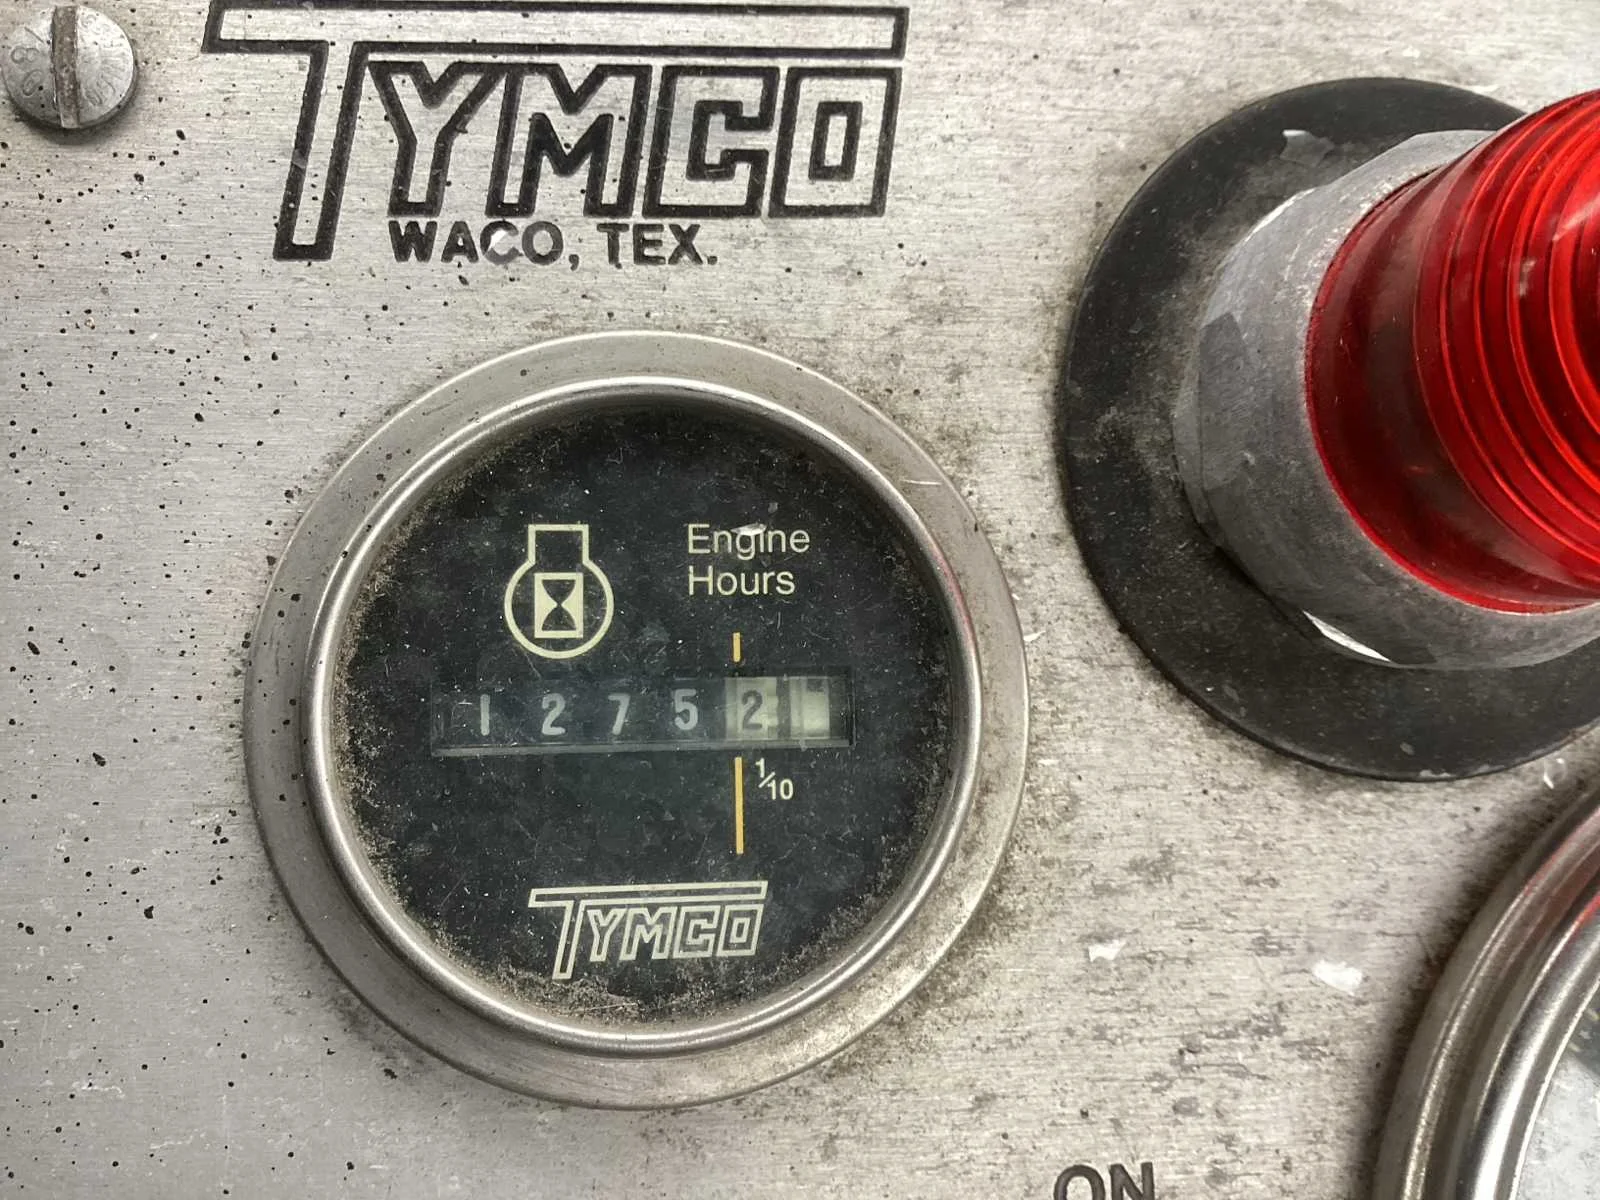 TYMCO
WACO, TEX.
Engine
Hours
1 2 7 5 2
1/10
TYMCO
ON